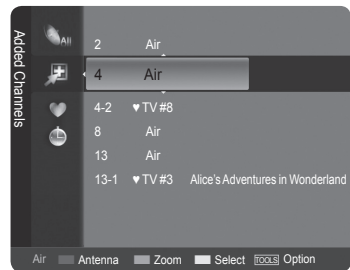 Added Channels
All
2 Air
4 Air
4-2 ♥ TV #8
8 Air
13 Air
13-1 ♥ TV #3 Alice's Adventures in Wonderland
Air Antenna Zoom Select TOOLS Option